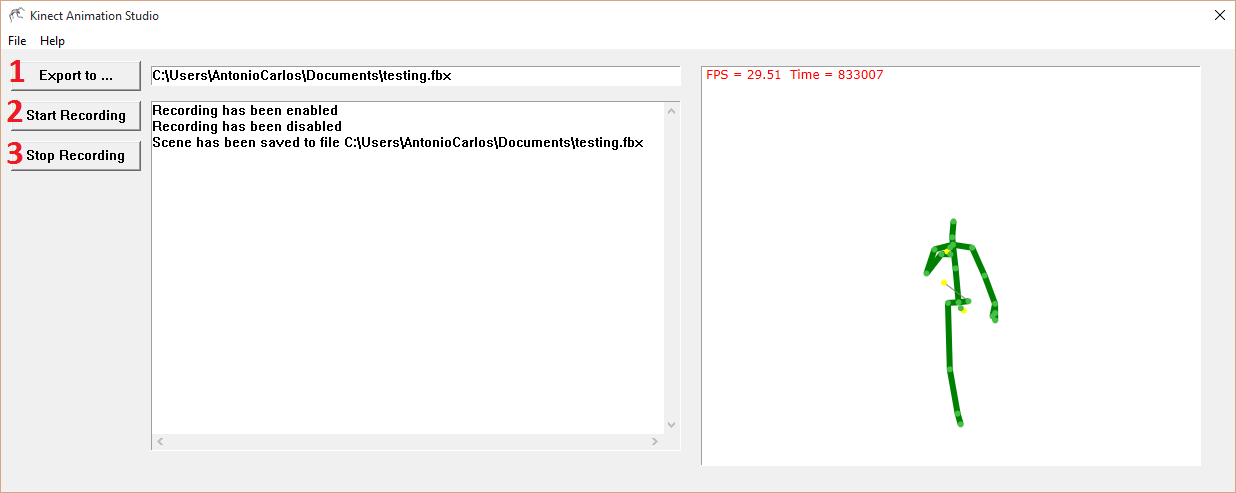 Kinect Animation Studio
File Help
1 Export to ...
C:\Users\AntonioCarlos\Documents\testing.fbx
2 Start Recording
3 Stop Recording
Recording has been enabled
Recording has been disabled
Scene has been saved to file C:\Users\AntonioCarlos\Documents\testing.fbx
FPS = 29.51 Time = 833007